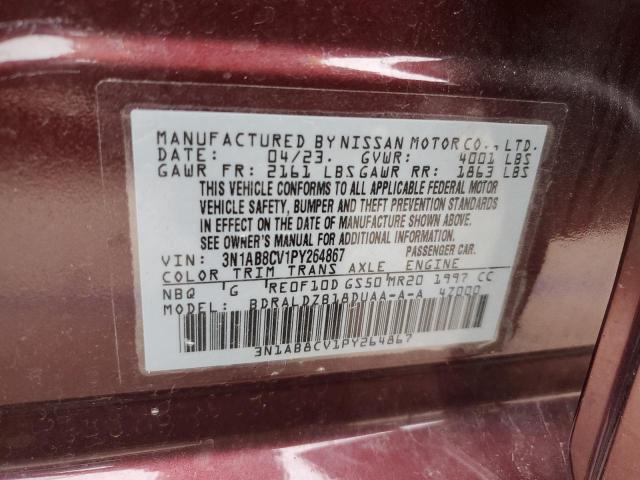 MANUFACTURED BY NISSAN MOTOR CO., LTD.
DATE: 04/23. GVWR: 4001 LBS
GAWR FR: 2161 LBS GAWR RR: 1863 LBS
THIS VEHICLE CONFORMS TO ALL APPLICABLE FEDERAL MOTOR
VEHICLE SAFETY, BUMPER AND THEFT PREVENTION STANDARDS
IN EFFECT ON THE DATE OF MANUFACTURE SHOWN ABOVE.
SEE OWNER'S MANUAL FOR ADDITIONAL INFORMATION.
VIN: 3N1AB8CV1PY264867 PASSENGER CAR.
COLOR TRIM TRANS AXLE ENGINE
NBQ 'G 'RE0F10D GS50'MR20 1997 CC
MODEL: BDRALDZB18DUAA-A-A 4Z000
3N1AB8CV1PY264867